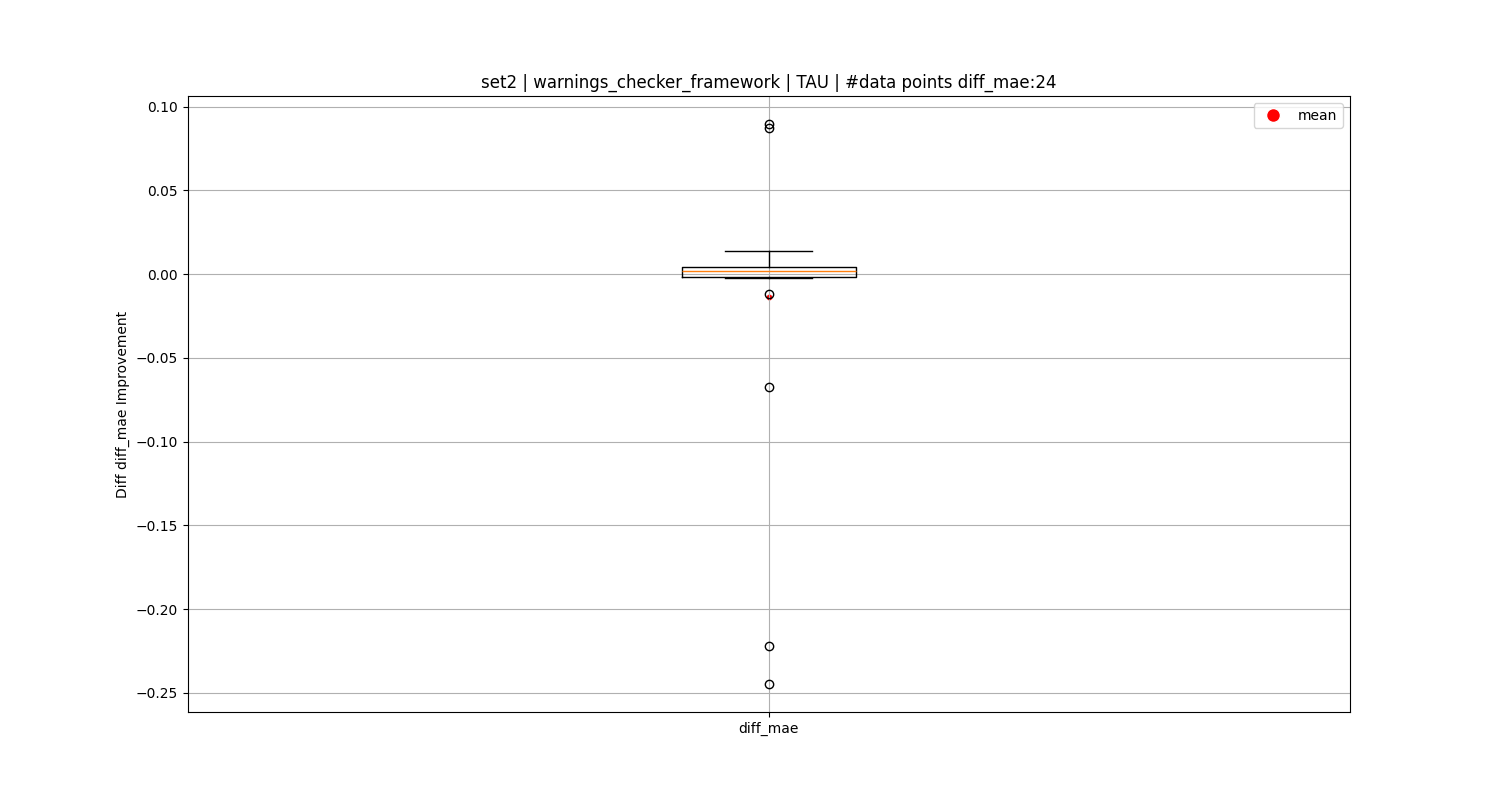 set2 | warnings_checker_framework | TAU | #data points diff_mae:24
mean
0.10
0.05
0.00
−0.05
−0.10
−0.15
−0.20
−0.25
Diff diff_mae Improvement
diff_mae